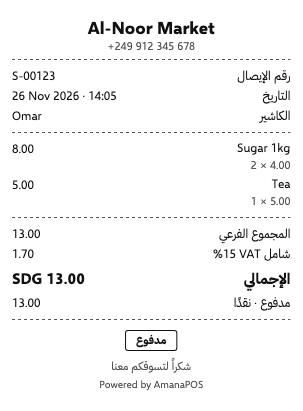 Al-Noor Market
+249 912 345 678
رقم الإيصال S-00123
التاريخ 26 Nov 2026 · 14:05
الكاشير Omar
Sugar 1kg 8.00
2 × 4.00
Tea 5.00
1 × 5.00
المجموع الفرعي 13.00
شامل VAT 15% 1.70
الإجمالي SDG 13.00
مدفوع · نقدًا 13.00
مدفوع
شكراً لتسوقكم معنا
Powered by AmanaPOS